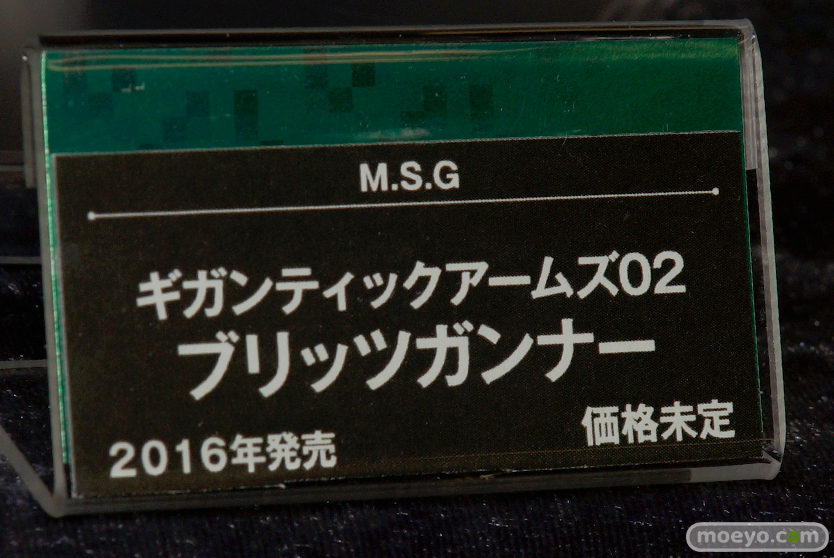 M.S.G
ギガンティックアームズ02
ブリッツガンナー
価格未定
2016年発売
moeyo.com